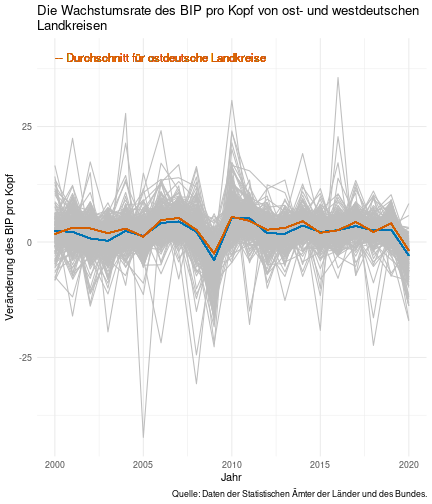 Die Wachstumsrate des BIP pro Kopf von ost- und westdeutschen
Landkreisen
-- Durchschnitt für ostdeutsche Landkreise
Veränderung des BIP pro Kopf
25
0
-25
2000 2005 2010 2015 2020
Jahr
Quelle: Daten der Statistischen Ämter der Länder und des Bundes.